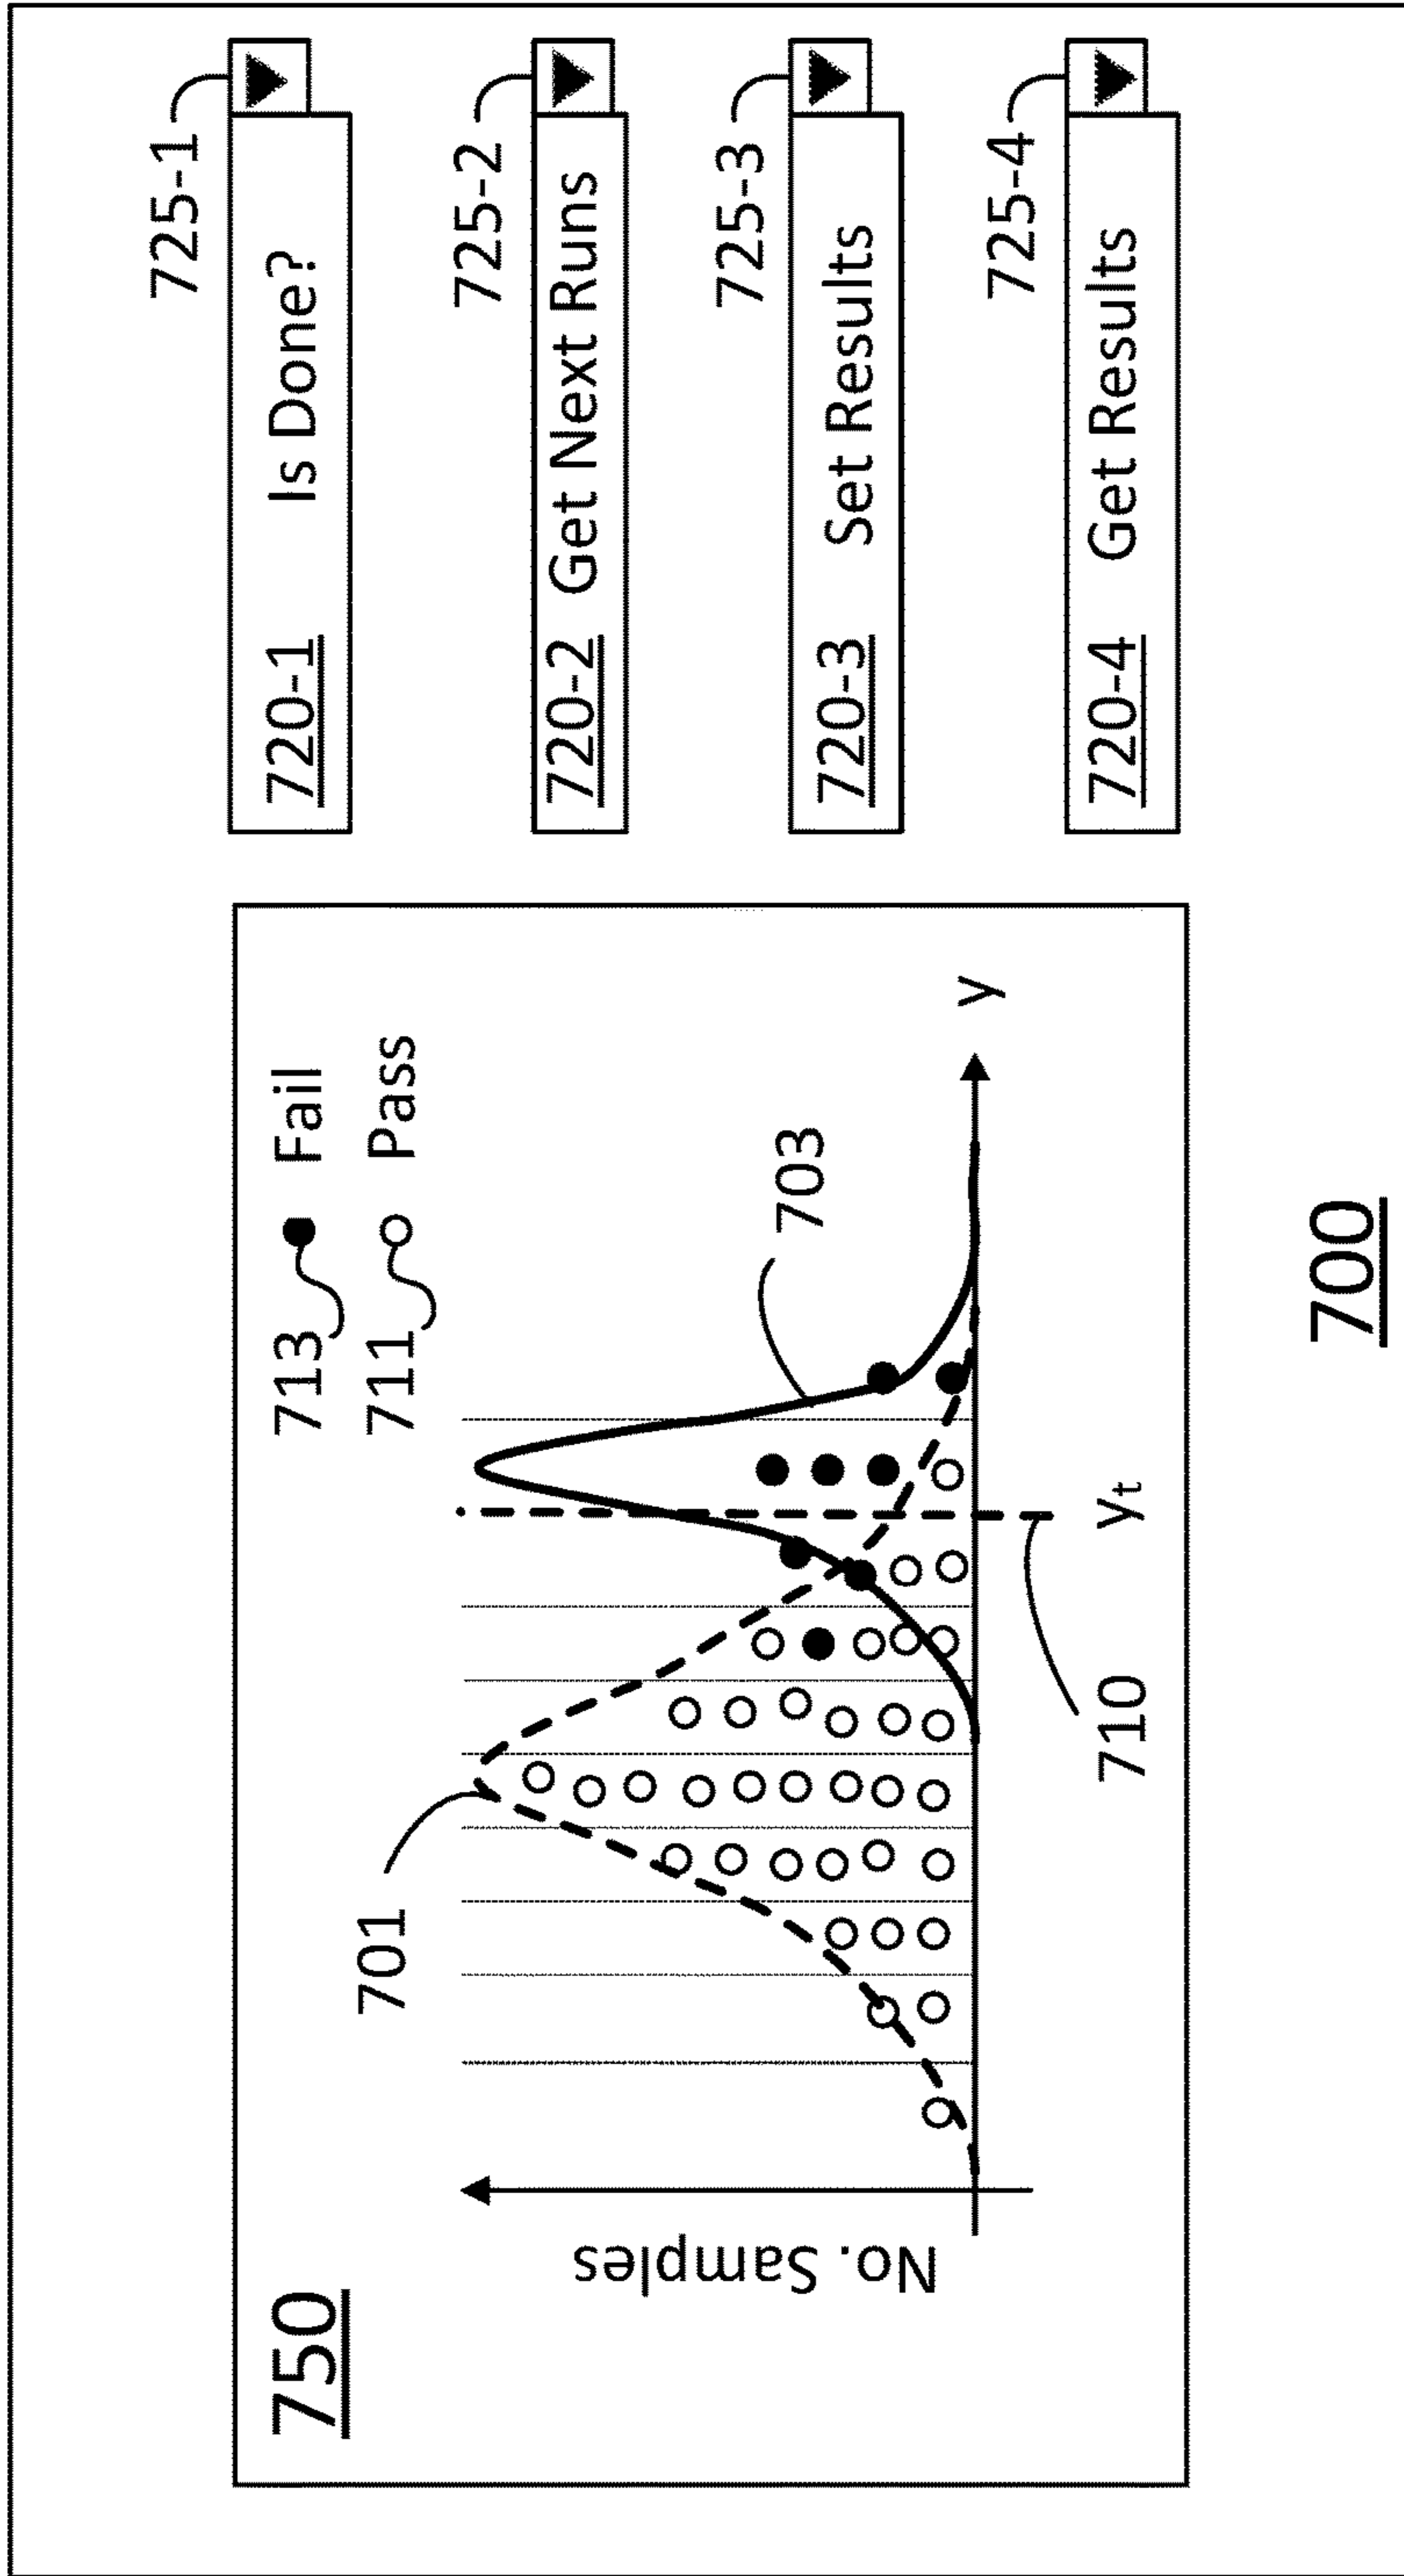 750
713 Fail
711 Pass
701
703
No. Samples
y
yt
710
725-1
720-1 Is Done?
725-2
720-2 Get Next Runs
725-3
720-3 Set Results
725-4
720-4 Get Results
700